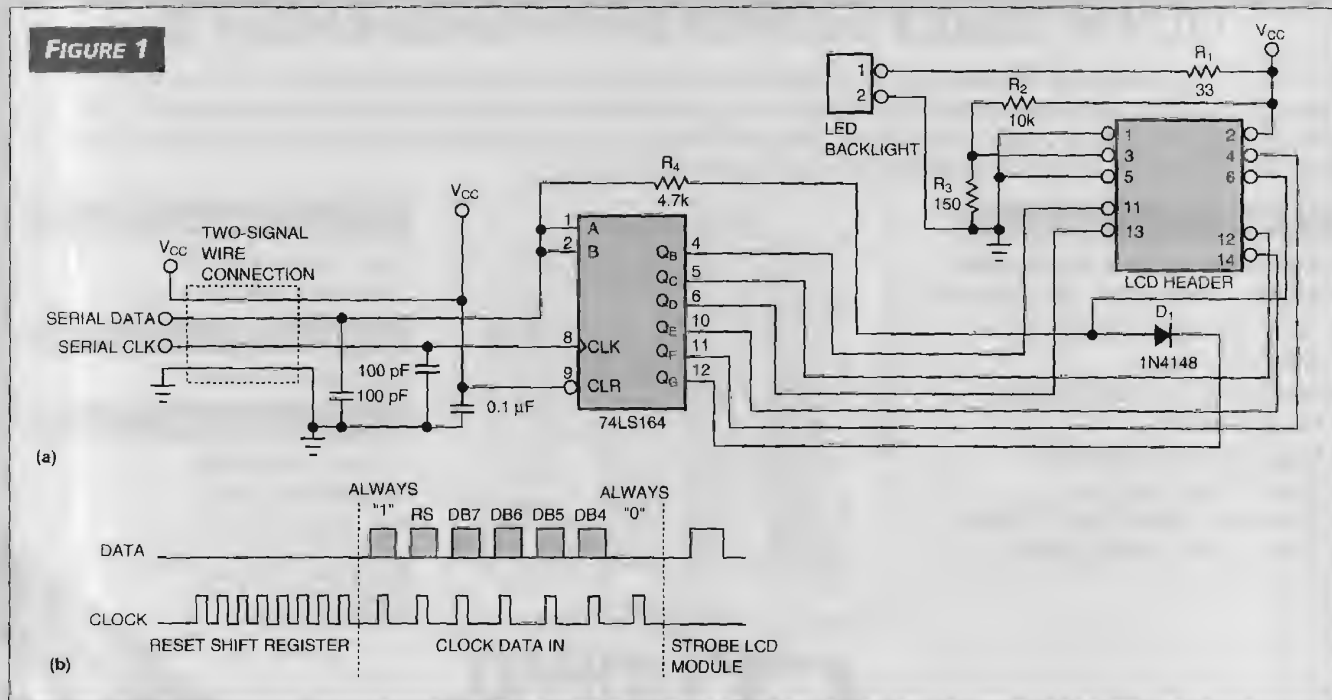 FIGURE 1
VCC
R1
33
R2
10k
1
2
LED
BACKLIGHT
R3
150
1
3
5
11
13
2
4
6
12
14
LCD HEADER
R4
4.7k
D1
1N4148
VCC
VCC
TWO-SIGNAL
WIRE
CONNECTION
SERIAL DATA
SERIAL CLK
100 pF
100 pF
0.1 µF
1
2
8
9
A
B
CLK
CLR
QB
QC
QD
QE
QF
QG
4
5
6
10
11
12
74LS164
(a)
ALWAYS
"1"
RS
DB7
DB6
DB5
DB4
ALWAYS
"0"
DATA
CLOCK
RESET SHIFT REGISTER
CLOCK DATA IN
STROBE LCD
MODULE
(b)